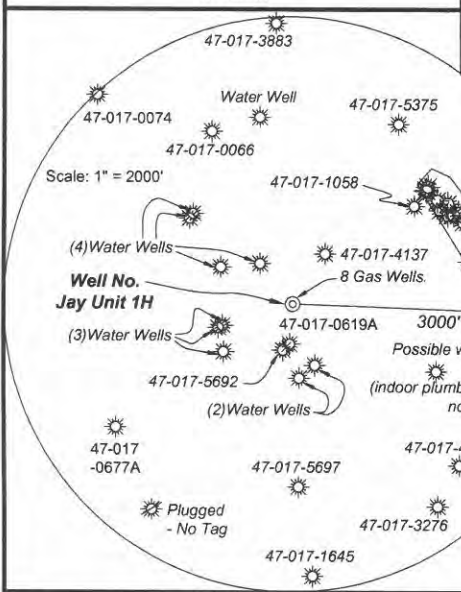 47-017-3883
Water Well
47-017-5375
47-017-0074
47-017-0066
Scale: 1" = 2000'
47-017-1058
(4)Water Wells
47-017-4137
Well No.
Jay Unit 1H
8 Gas Wells.
47-017-0619A
3000'
(3)Water Wells
Possible
47-017-5692
(indoor
(2)Water Wells
47-017
-0677A
47-017-5697
Plugged
- No Tag
47-017-3276
47-017-1645